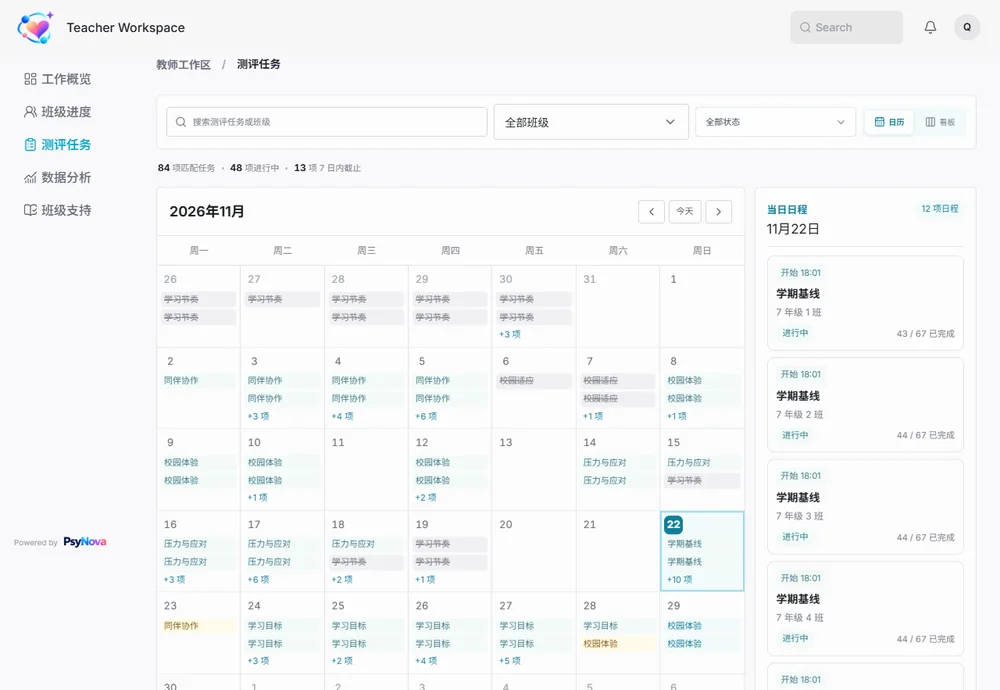 Teacher Workspace
Search
Q
工作概览
班级进度
测评任务
数据分析
班级支持
Powered by PsyNova
教师工作区 / 测评任务
搜索测评任务或班级
全部班级
全部状态
日历
看板
84 项匹配任务 · 48 项进行中 · 13 项 7 日内截止
2026年11月
今天
周一 周二 周三 周四 周五 周六 周日
26 27 28 29 30 31 1
学习节奏 学习节奏 学习节奏 学习节奏 学习节奏
学习节奏 学习节奏 学习节奏 学习节奏
+3 项
2 3 4 5 6 7 8
同伴协作 同伴协作 同伴协作 同伴协作 校园适应 校园适应 校园体验
同伴协作 同伴协作 同伴协作 校园适应 校园体验
+3 项 +4 项 +6 项 +1 项 +1 项
9 10 11 12 13 14 15
校园体验 校园体验 校园体验 压力与应对 压力与应对
校园体验 校园体验 校园体验 压力与应对 学习节奏
+1 项 +2 项
16 17 18 19 20 21 22
压力与应对 压力与应对 压力与应对 学习节奏 学期基线
压力与应对 压力与应对 学习节奏 学习节奏 学期基线
+3 项 +6 项 +2 项 +1 项 +10 项
23 24 25 26 27 28 29
同伴协作 学习目标 学习目标 学习目标 学习目标 学习目标 校园体验
学习目标 学习目标 学习目标 学习目标 校园体验 校园体验
+3 项 +2 项 +4 项 +5 项
30 1 2 3 4 5 6
当日日程
12 项日程
11月22日
开始 18:01
学期基线
7 年级 1 班
进行中
43 / 67 已完成
开始 18:01
学期基线
7 年级 2 班
进行中
44 / 67 已完成
开始 18:01
学期基线
7 年级 3 班
进行中
44 / 67 已完成
开始 18:01
学期基线
7 年级 4 班
进行中
44 / 67 已完成
开始 18:01